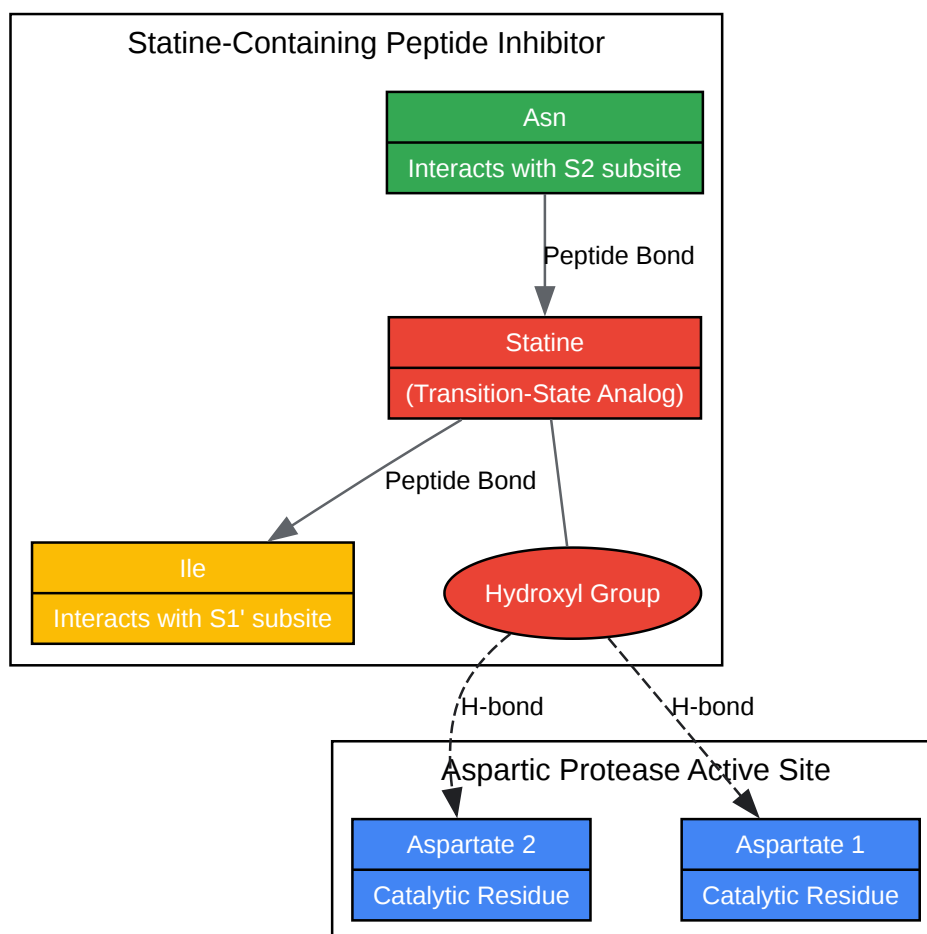 Statine-Containing Peptide Inhibitor
Asn
Interacts with S2 subsite
Peptide Bond
Statine
(Transition-State Analog)
Peptide Bond
Ile
Interacts with S1' subsite
Hydroxyl Group
H-bond
H-bond
Aspartic Protease Active Site
Aspartate 2
Catalytic Residue
Aspartate 1
Catalytic Residue